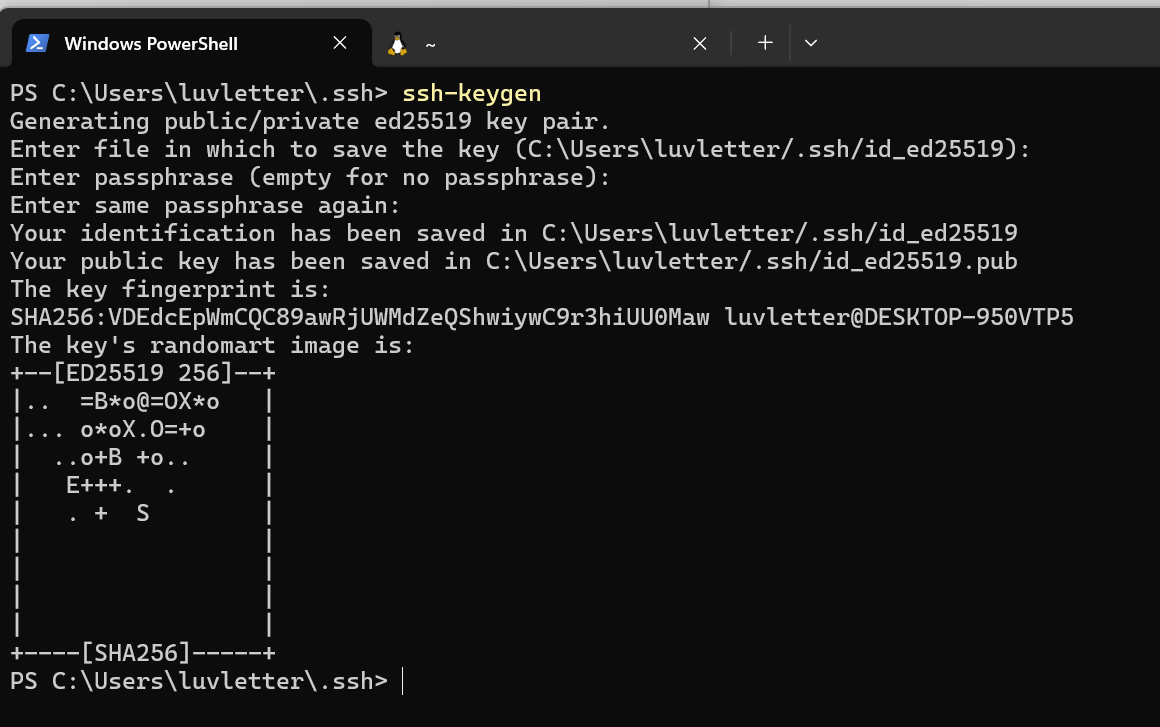 Windows PowerShell
~
PS C:\Users\luvletter\.ssh> ssh-keygen
Generating public/private ed25519 key pair.
Enter file in which to save the key (C:\Users\luvletter/.ssh/id_ed25519):
Enter passphrase (empty for no passphrase):
Enter same passphrase again:
Your identification has been saved in C:\Users\luvletter/.ssh/id_ed25519
Your public key has been saved in C:\Users\luvletter/.ssh/id_ed25519.pub
The key fingerprint is:
SHA256:VDEdcEpWmCQC89awRjUWMdZeQShwiywC9r3hiUU0Maw luvletter@DESKTOP-950VTP5
The key's randomart image is:
+--[ED25519 256]--+
|..  =B*o@=OX*o   |
|... o*oX.O=+o    |
|  ..o+B +o..     |
|   E+++.  .      |
|   . +  S        |
|                 |
|                 |
|                 |
|                 |
+----[SHA256]-----+
PS C:\Users\luvletter\.ssh>